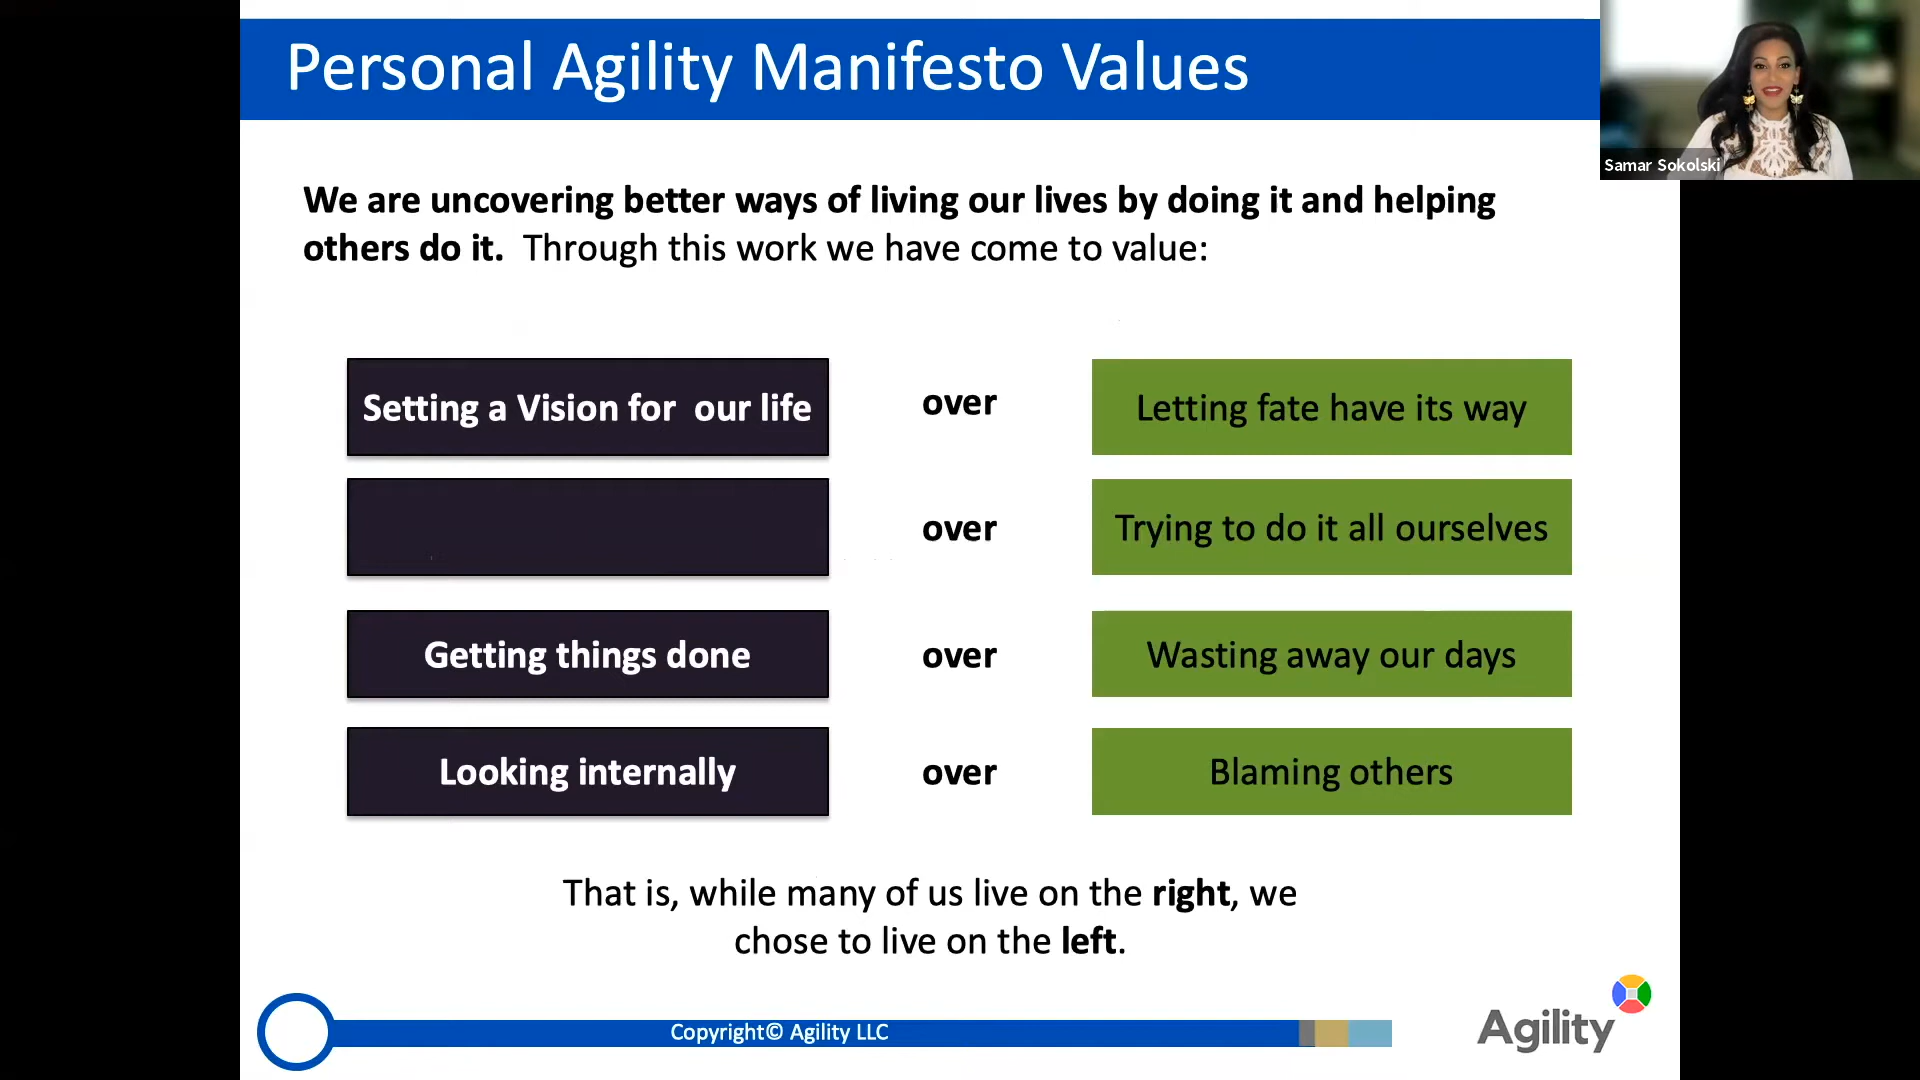 Personal Agility Manifesto Values
Samar Sokolski
We are uncovering better ways of living our lives by doing it and helping
others do it. Through this work we have come to value:
Setting a Vision for our life over Letting fate have its way
over Trying to do it all ourselves
Getting things done over Wasting away our days
Looking internally over Blaming others
That is, while many of us live on the right, we
chose to live on the left.
Copyright© Agility LLC
Agility